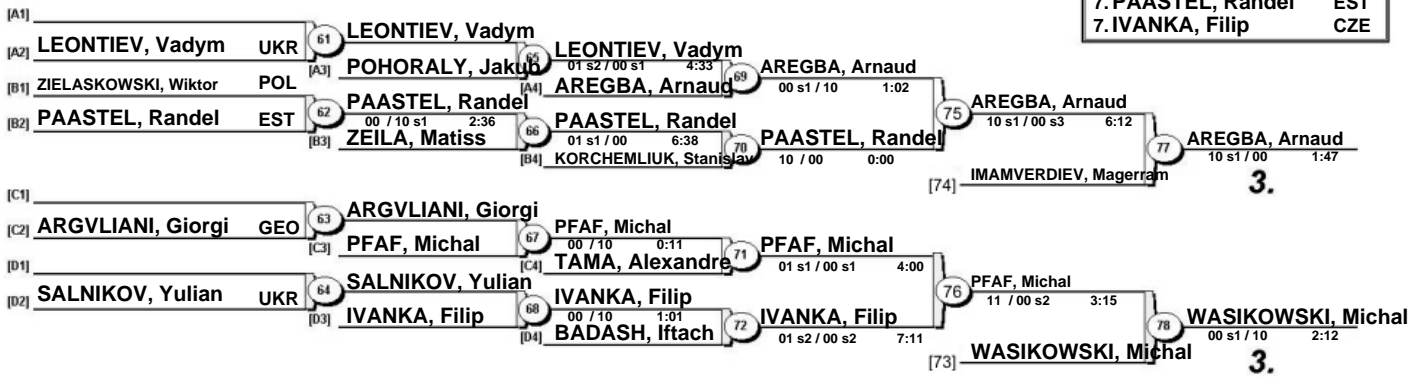 7. PAASTEL, Randel EST
7. IVANKA, Filip CZE
[A1]
[A2] LEONTIEV, Vadym UKR
61
LEONTIEV, Vadym
[A3] POHORALY, Jakub
65
LEONTIEV, Vadym
01 s2 / 00 s1 4:33
[A4] AREGBA, Arnaud
69
AREGBA, Arnaud
00 s1 / 10 1:02
[B1] ZIELASKOWSKI, Wiktor POL
[B2] PAASTEL, Randel EST
62
PAASTEL, Randel
00 / 10 s1 2:36
[B3] ZEILA, Matiss
66
PAASTEL, Randel
01 s1 / 00 6:38
[B4] KORCHEMLIUK, Stanislav
70
PAASTEL, Randel
10 / 00 0:00
75
AREGBA, Arnaud
10 s1 / 00 s3 6:12
[74] IMAMVERDIEV, Magerram
77
AREGBA, Arnaud
10 s1 / 00 1:47
3.
[C1]
[C2] ARGVLIANI, Giorgi GEO
63
ARGVLIANI, Giorgi
[C3] PFAF, Michal
67
PFAF, Michal
00 / 10 0:11
[C4] TAMA, Alexandre
71
PFAF, Michal
01 s1 / 00 s1 4:00
[D1]
[D2] SALNIKOV, Yulian UKR
64
SALNIKOV, Yulian
[D3] IVANKA, Filip
68
IVANKA, Filip
00 / 10 1:01
[D4] BADASH, Iftach
72
IVANKA, Filip
01 s2 / 00 s2 7:11
76
PFAF, Michal
11 / 00 s2 3:15
[73] WASIKOWSKI, Michal
78
WASIKOWSKI, Michal
00 s1 / 10 2:12
3.